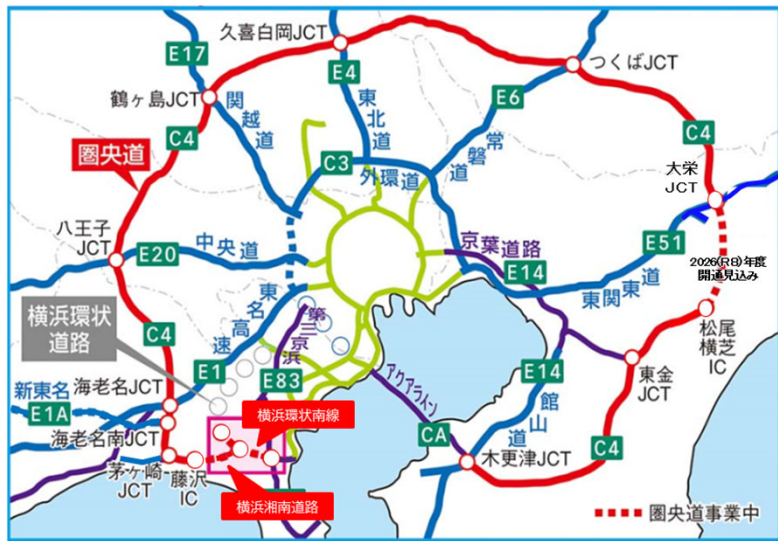 久喜白岡JCT
E17
E4
つくばJCT
鶴ヶ島JCT
関越道
東北道
E6
常磐道
C4
C4
C3
外環道
圏央道
大栄
JCT
八王子
JCT
E20
中央道
京葉道路
E51
E14
東関東道
2026(R8)年度
開通見込み
横浜環状
道路
東名高速
第三京浜
C4
松尾
横芝
IC
新東名
E1
アクアライン
E1A
海老名JCT
E83
E14
館山道
東金
JCT
海老名南JCT
横浜環状南線
CA
C4
茅ヶ崎
JCT
藤沢
IC
木更津JCT
横浜湘南道路
圏央道事業中